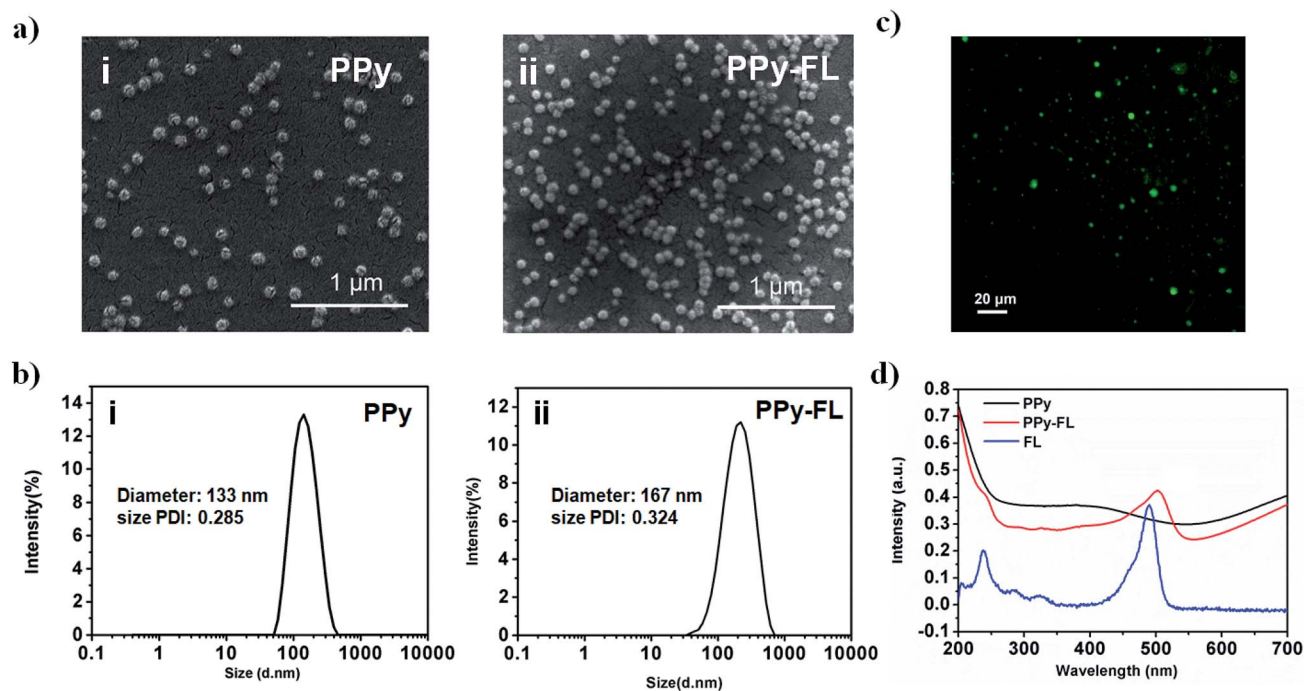 a)
i
PPy
1 µm
ii
PPy-FL
1 µm
c)
20 µm
b)
i
PPy
Diameter: 133 nm
size PDI: 0.285
Intensity(%)
14
12
10
8
6
4
2
0
0.1 1 10 100 1000 10000
Size (d.nm)
ii
PPy-FL
Diameter: 167 nm
size PDI: 0.324
Intensity(%)
12
10
8
6
4
2
0
0.1 1 10 100 1000 10000
Size(d.nm)
d)
PPy
PPy-FL
FL
Intensity (a.u.)
0.8
0.7
0.6
0.5
0.4
0.3
0.2
0.1
0.0
-0.1
200 300 400 500 600 700
Wavelength (nm)